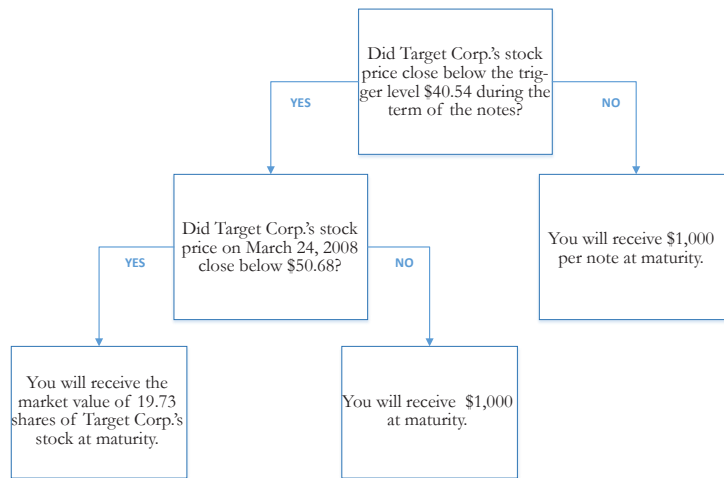 Did Target Corp.'s stock
price close below the trig-
ger level $40.54 during the
term of the notes?
YES
NO
Did Target Corp.'s stock
price on March 24, 2008
close below $50.68?
You will receive $1,000
per note at maturity.
YES
NO
You will receive the
market value of 19.73
shares of Target Corp.'s
stock at maturity.
You will receive $1,000
at maturity.